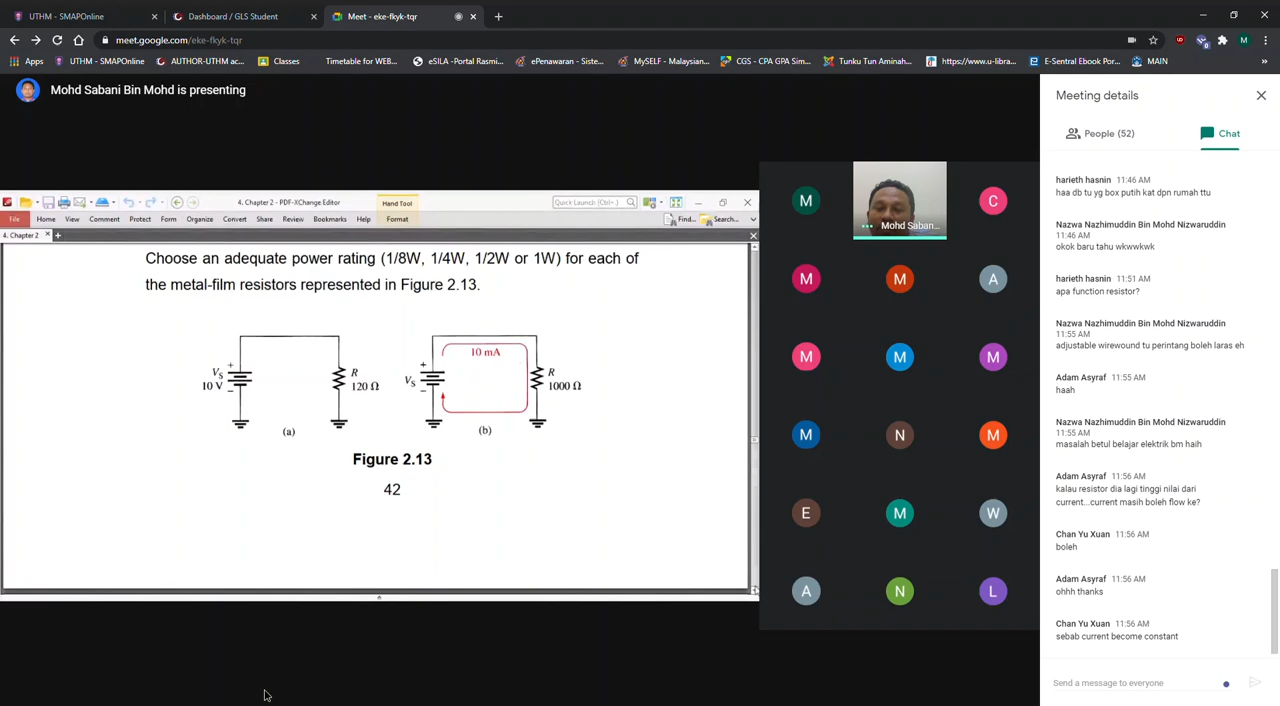 UTHM - SMAPOnline
Dashboard / GLS Student
Meet - eke-fkyk-tqr
meet.google.com/eke-fkyk-tqr
Apps UTHM - SMAPOnline AUTHOR-UTHM ac... Classes Timetable for WEB... eSILA -Portal Rasmi... ePenawaran - Siste... MySELF - Malaysian... CGS - CPA GPA Sim... Tunku Tun Aminah... https://www.u-libra... E-Sentral Ebook Por... MAIN »
Mohd Sabani Bin Mohd is presenting
4. Chapter 2 - PDF-XChange Editor
Hand Tool
Quick Launch (Ctrl+.)
File Home View Comment Protect Form Organize Convert Share Review Bookmarks Help Format Find... Search...
4. Chapter 2
Choose an adequate power rating (1/8W, 1/4W, 1/2W or 1W) for each of
the metal-film resistors represented in Figure 2.13.
+
VS
10 V
–
R
120 Ω
(a)
10 mA
+
VS
–
R
1000 Ω
(b)
Figure 2.13
42
M
Mohd Saban...
C
M M A
M M M
M N M
E M W
A N L
Meeting details
People (52)
Chat
harieth hasnin 11:46 AM
haa db tu yg box putih kat dpn rumah ttu
Nazwa Nazhimuddin Bin Mohd Nizwaruddin
11:46 AM
okok baru tahu wkwwkwk
harieth hasnin 11:51 AM
apa function resistor?
Nazwa Nazhimuddin Bin Mohd Nizwaruddin
11:55 AM
adjustable wirewound tu perintang boleh laras eh
Adam Asyraf 11:55 AM
haah
Nazwa Nazhimuddin Bin Mohd Nizwaruddin
11:55 AM
masalah betul belajar elektrik bm haih
Adam Asyraf 11:56 AM
kalau resistor dia lagi tinggi nilai dari
current...current masih boleh flow ke?
Chan Yu Xuan 11:56 AM
boleh
Adam Asyraf 11:56 AM
ohhh thanks
Chan Yu Xuan 11:56 AM
sebab current become constant
Send a message to everyone